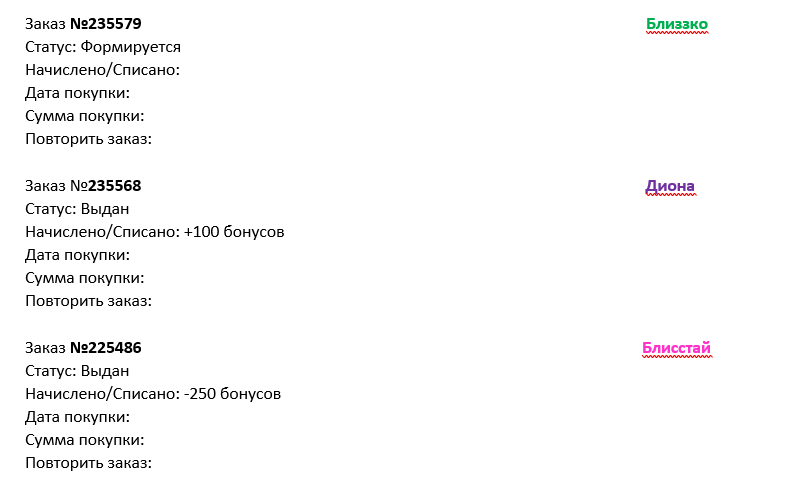 Заказ №235579 Близзко
Статус: Формируется
Начислено/Списано:
Дата покупки:
Сумма покупки:
Повторить заказ:
Заказ №235568 Диона
Статус: Выдан
Начислено/Списано: +100 бонусов
Дата покупки:
Сумма покупки:
Повторить заказ:
Заказ №225486 Блисстай
Статус: Выдан
Начислено/Списано: -250 бонусов
Дата покупки:
Сумма покупки:
Повторить заказ: